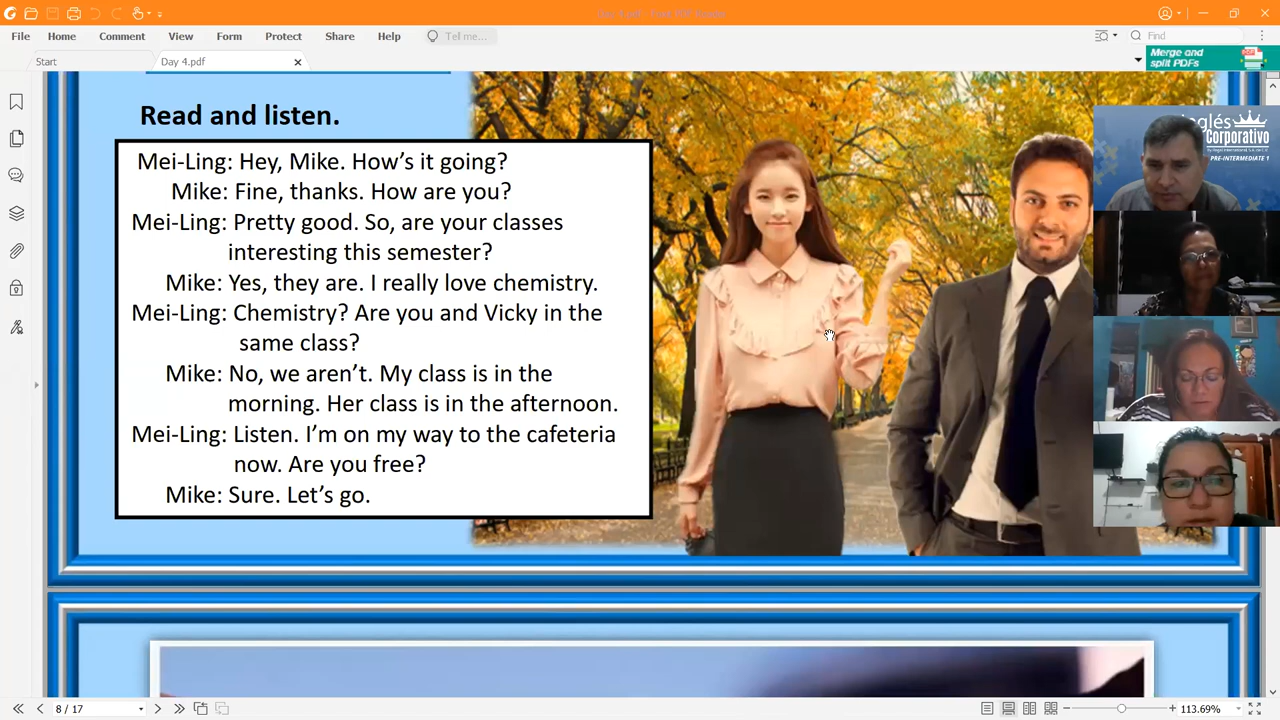 File Home Comment View Form Protect Share Help Tell me... Find
Start Day 4.pdf
Merge and
split PDFs
Read and listen.
Mei-Ling: Hey, Mike. How's it going?
Mike: Fine, thanks. How are you?
Mei-Ling: Pretty good. So, are your classes
interesting this semester?
Mike: Yes, they are. I really love chemistry.
Mei-Ling: Chemistry? Are you and Vicky in the
same class?
Mike: No, we aren't. My class is in the
morning. Her class is in the afternoon.
Mei-Ling: Listen. I'm on my way to the cafeteria
now. Are you free?
Mike: Sure. Let's go.
Inglés
Corporativo
PRE-INTERMEDIATE 1
8 / 17
113.69%